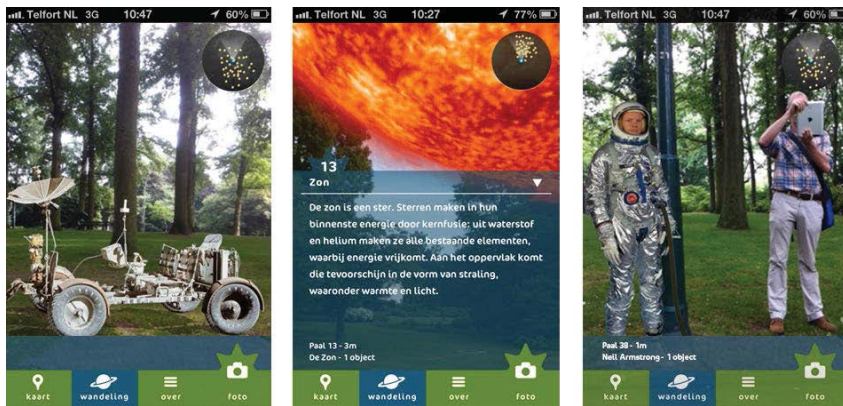 Telfort NL 3G 10:47 60%
kaart wandeling over foto
Telfort NL 3G 10:27 77%
13
Zon
De zon is een ster. Sterren maken in hun
binnenste energie door kernfusie: uit waterstof
en helium maken ze alle bestaande elementen,
waarbij energie vrijkomt. Aan het oppervlak komt
die tevoorschijn in de vorm van straling,
waaronder warmte en licht.
Paal 13 - 3m
De Zon - 1 object
kaart wandeling over foto
Telfort NL 3G 10:47 60%
Paal 38 - 1m
Neil Armstrong - 1 object
kaart wandeling over foto